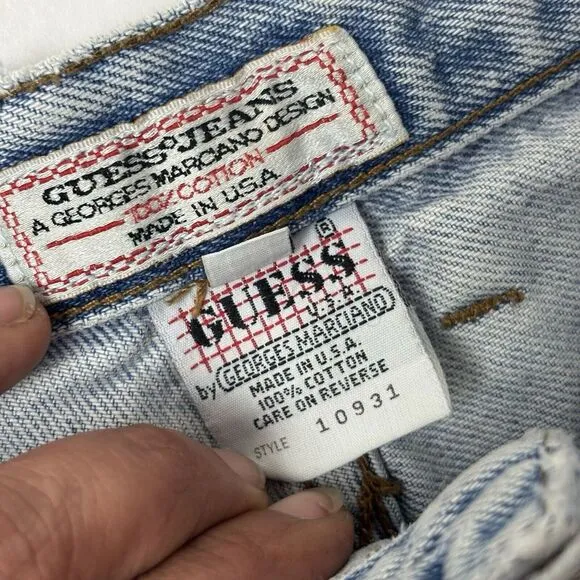 GUESS JEANS
A GEORGES MARCIANO DESIGN
100% COTTON
MADE IN U.S.A
GUESS ®
U.S.A.
by GEORGES MARCIANO
MADE IN U.S.A.
100% COTTON
CARE ON REVERSE
STYLE 10931